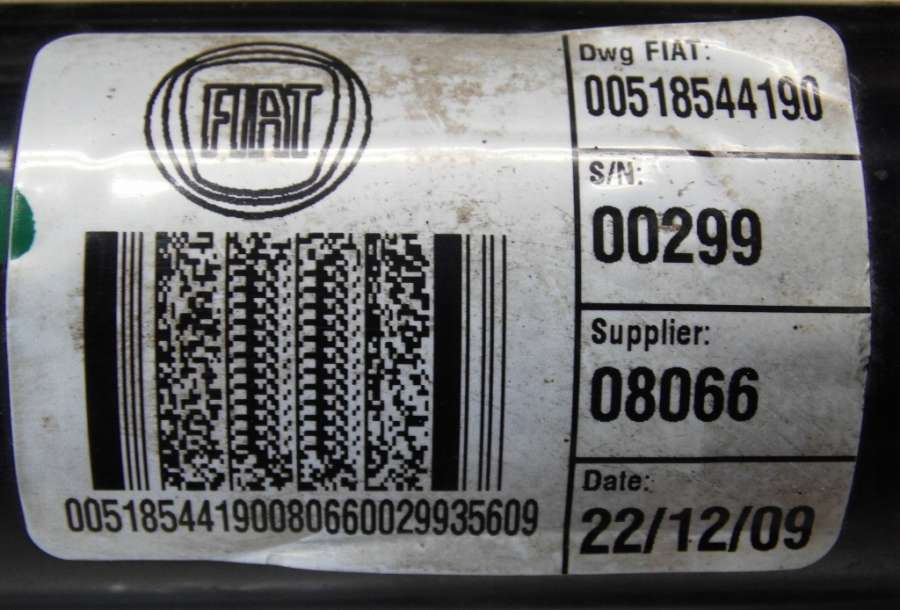 FIAT
00518544190080660029935609
Dwg FIAT:
00518544190
S/N:
00299
Supplier:
08066
Date:
22/12/09